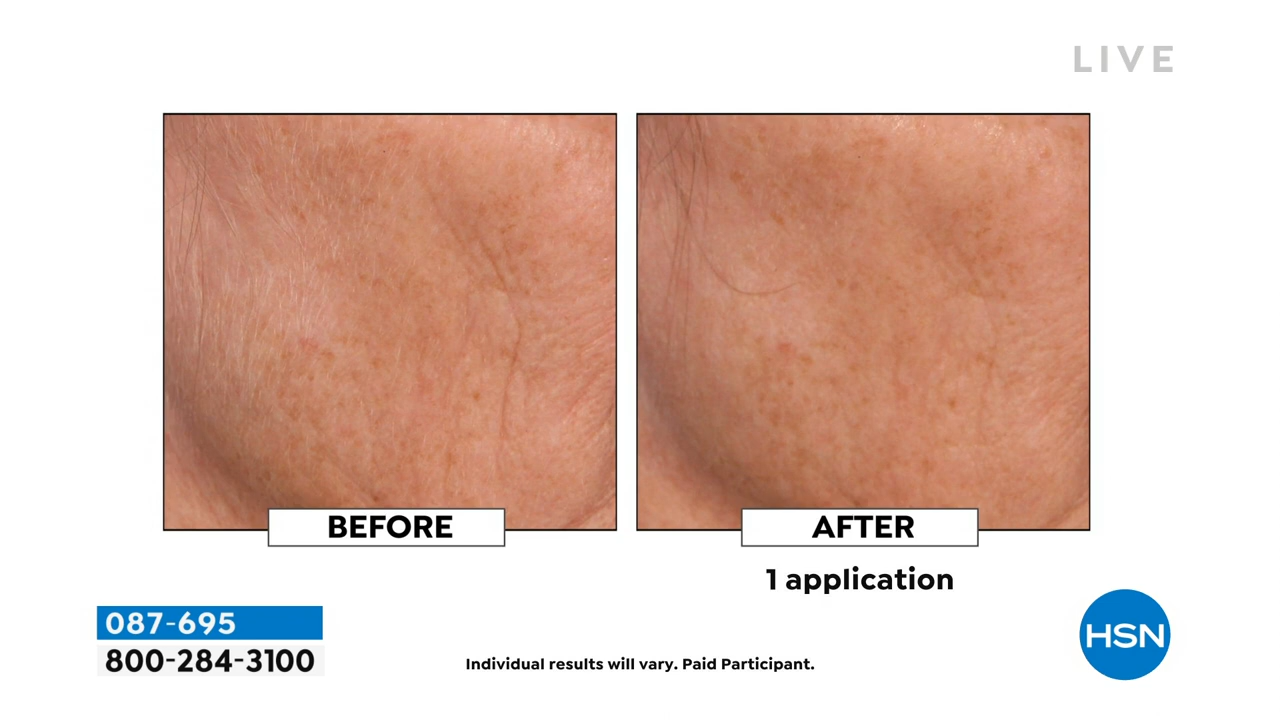 LIVE
BEFORE
AFTER
1 application
087-695
800-284-3100
Individual results will vary. Paid Participant.
HSN